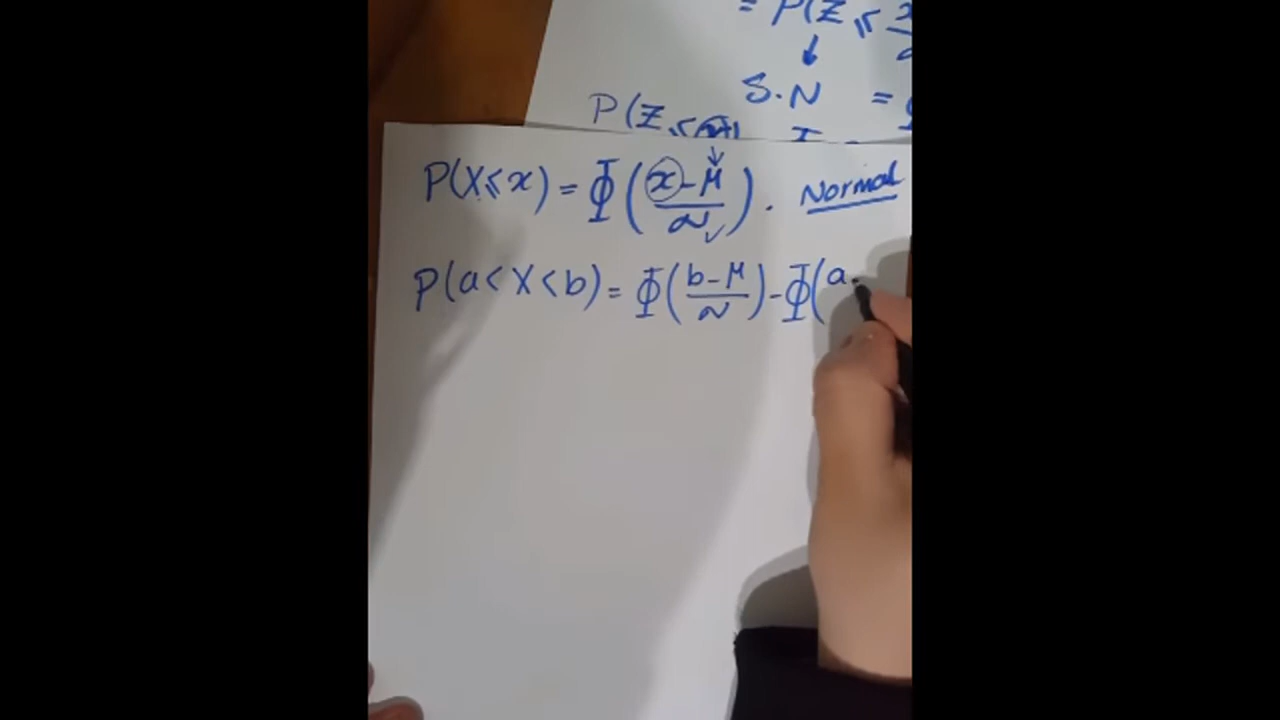 = P(Z ≤ x
↓
S.N =
P(Z ≤
P(X ≤ x) = Φ(x-μ/σ). Normal
P(a < X < b) = Φ(b-μ/σ) - Φ(a-